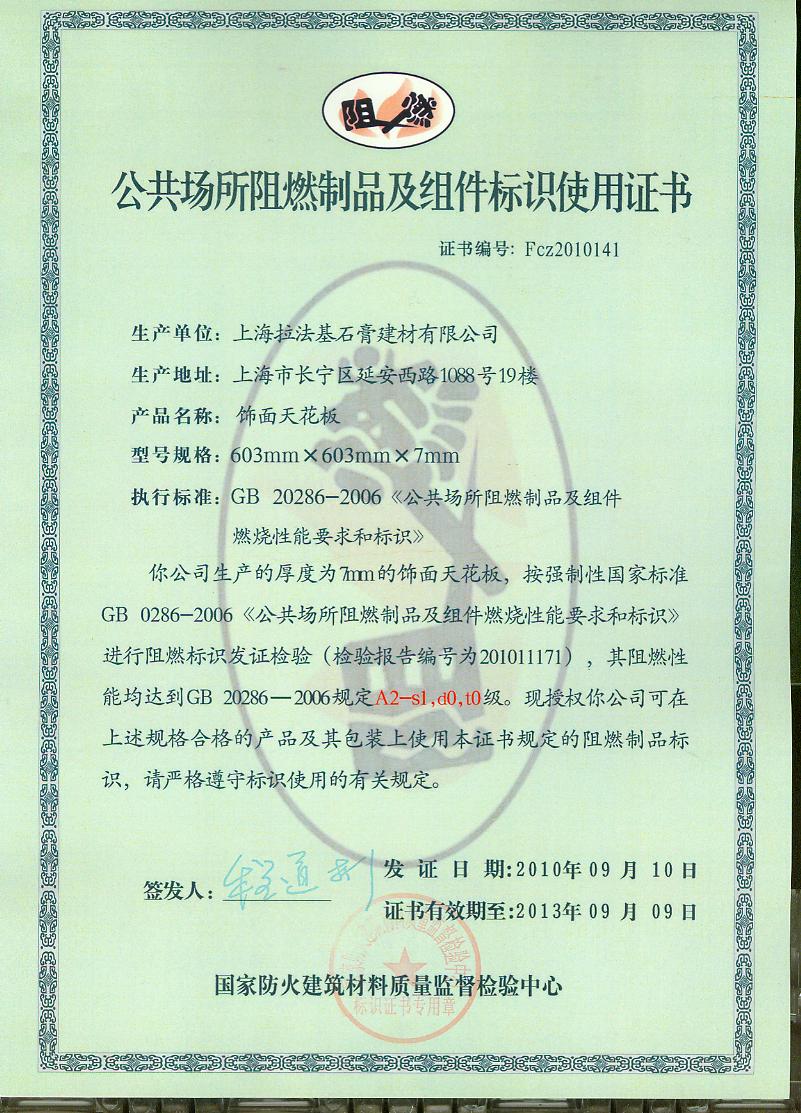 阻燃
公共场所阻燃制品及组件标识使用证书
证书编号：Fcz2010141
生产单位：上海拉法基石膏建材有限公司
生产地址：上海市长宁区延安西路1088号19楼
产品名称：饰面天花板
型号规格：603mm×603mm×7mm
执行标准：GB 20286－2006《公共场所阻燃制品及组件
燃烧性能要求和标识》
你公司生产的厚度为7mm的饰面天花板，按强制性国家标准
GB 0286－2006《公共场所阻燃制品及组件燃烧性能要求和标识》
进行阻燃标识发证检验（检验报告编号为201011171），其阻燃性
能均达到GB 20286—2006规定A2－s1,d0,t0级。现授权你公司可在
上述规格合格的产品及其包装上使用本证书规定的阻燃制品标
识，请严格遵守标识使用的有关规定。
发证日期:2010年09月10日
签发人：
证书有效期至:2013年09月09日
国家防火建筑材料质量监督检验中心
标识证书专用章